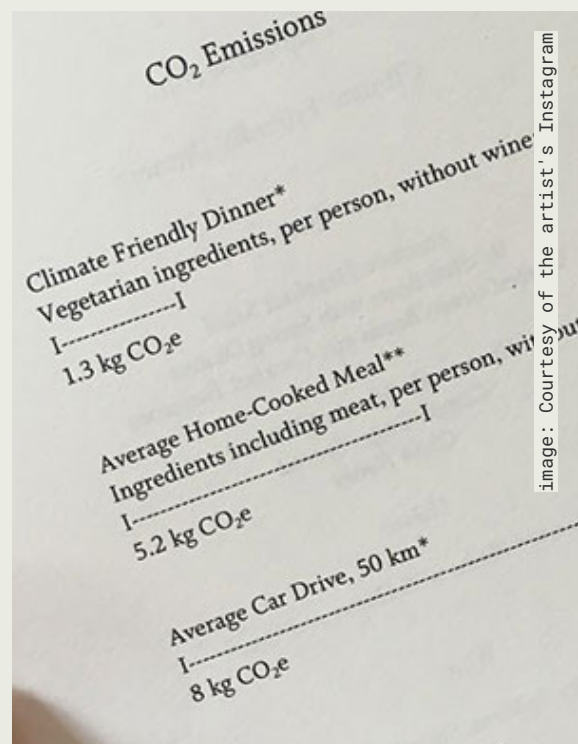 CO₂ Emissions
Climate Friendly Dinner*
Vegetarian ingredients, per person, without wine
I---------------I
1.3 kg CO₂e
Average Home-Cooked Meal**
Ingredients including meat, per person,
I--------------------------------------I
5.2 kg CO₂e
Average Car Drive, 50 km*
I----------------------------------------------------
8 kg CO₂e
image: Courtesy of the artist's Instagram